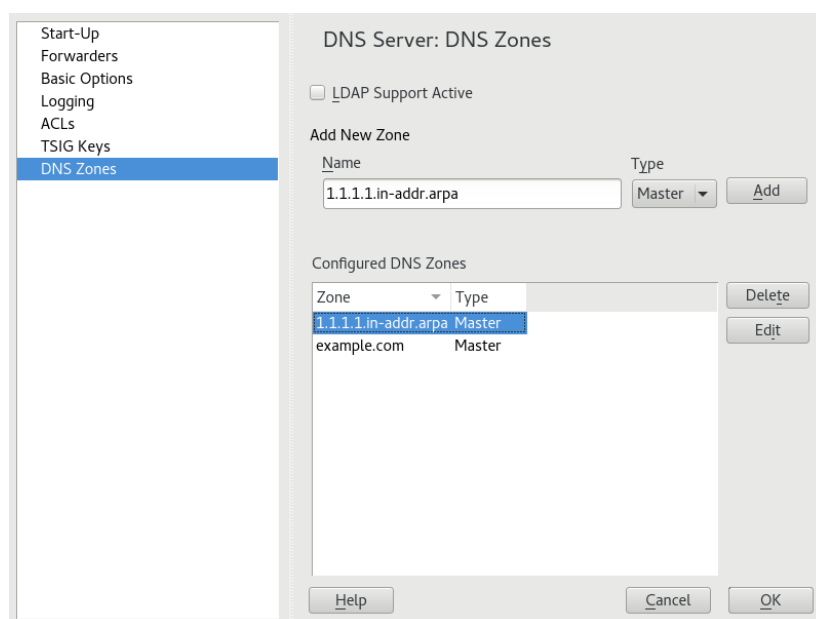 Start-Up
Forwarders
Basic Options
Logging
ACLs
TSIG Keys
DNS Zones
DNS Server: DNS Zones
LDAP Support Active
Add New Zone
Name Type
1.1.1.1.in-addr.arpa Master Add
Configured DNS Zones
Zone Type Delete
1.1.1.1.in-addr.arpa Master Edit
example.com Master
Help Cancel OK